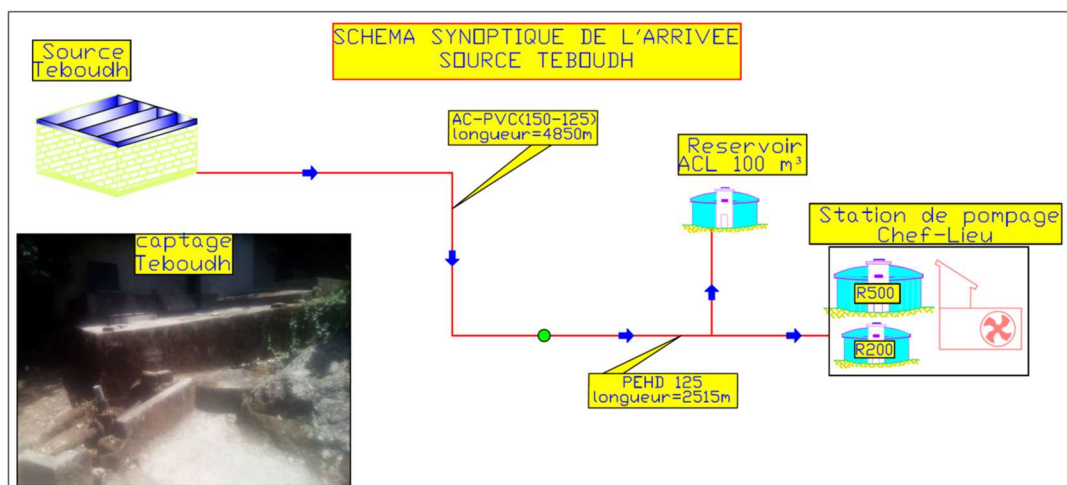 SCHEMA SYNOPTIQUE DE L'ARRIVEE
SOURCE TEBOUDH
Source
Teboudh
AC-PVC(150-125)
longueur=4850m
Reservoir
ACL 100 m³
Station de pompage
Chef-Lieu
captage
Teboudh
R500
R200
PEHD 125
longueur=2515m